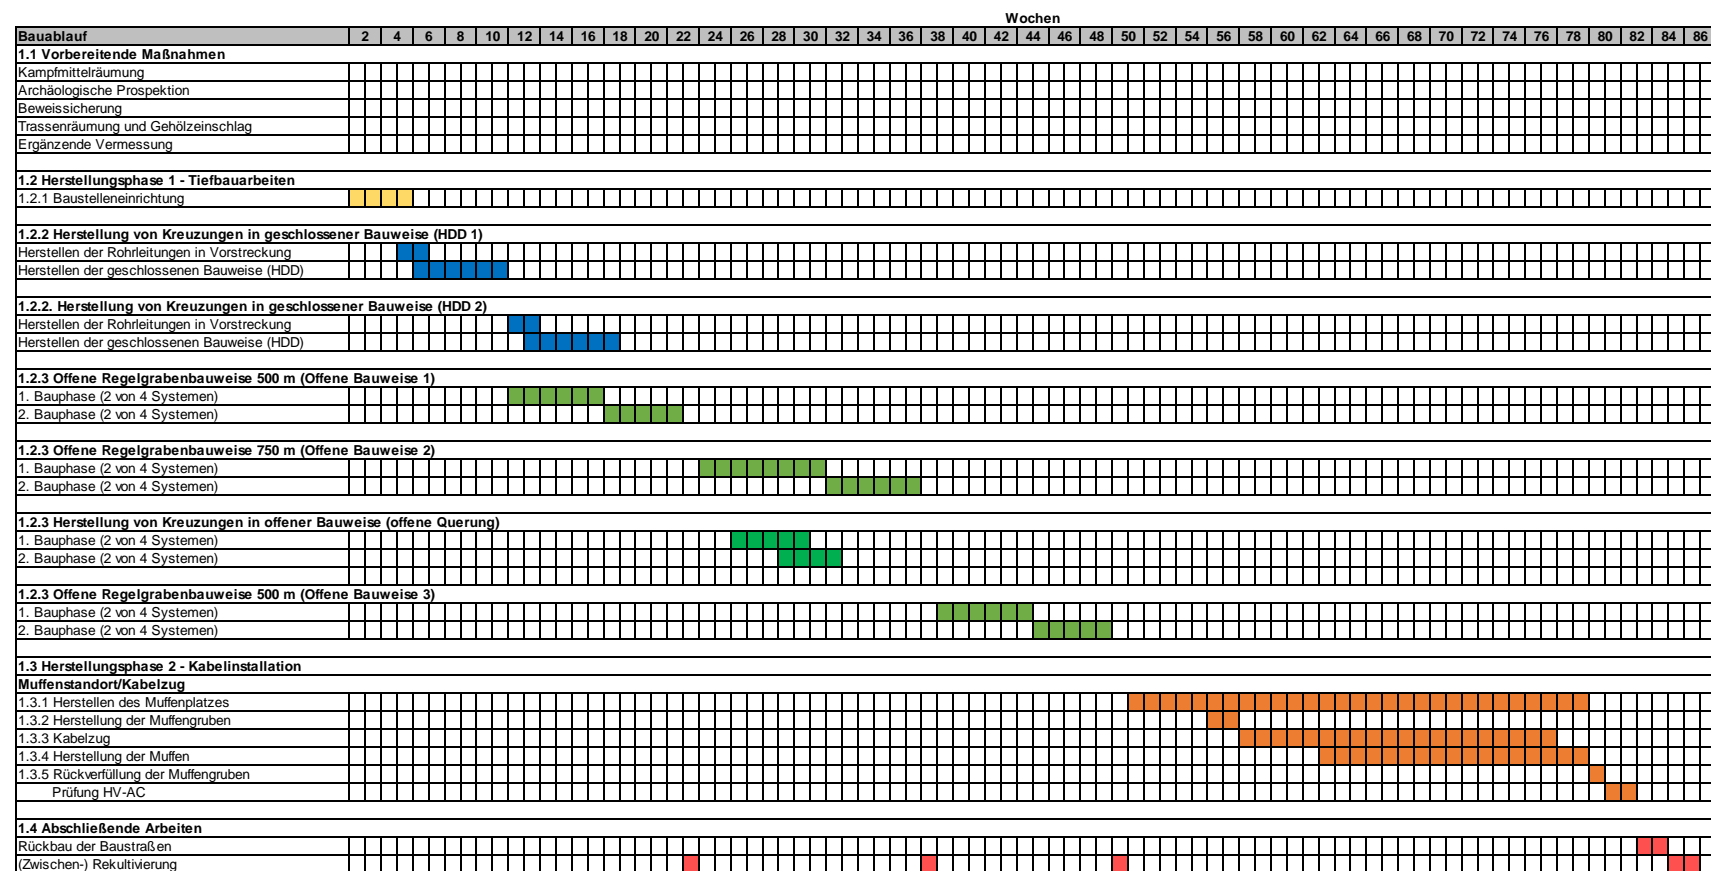 Wochen
Bauablauf 2 4 6 8 10 12 14 16 18 20 22 24 26 28 30 32 34 36 38 40 42 44 46 48 50 52 54 56 58 60 62 64 66 68 70 72 74 76 78 80 82 84 86
1.1 Vorbereitende Maßnahmen
Kampfmittelräumung
Archäologische Prospektion
Beweissicherung
Trassenräumung und Gehölzeinschlag
Ergänzende Vermessung
1.2 Herstellungsphase 1 - Tiefbauarbeiten
1.2.1 Baustelleneinrichtung
1.2.2 Herstellung von Kreuzungen in geschlossener Bauweise (HDD 1)
Herstellen der Rohrleitungen in Vorstreckung
Herstellen der geschlossenen Bauweise (HDD)
1.2.2. Herstellung von Kreuzungen in geschlossener Bauweise (HDD 2)
Herstellen der Rohrleitungen in Vorstreckung
Herstellen der geschlossenen Bauweise (HDD)
1.2.3 Offene Regelgrabenbauweise 500 m (Offene Bauweise 1)
1. Bauphase (2 von 4 Systemen)
2. Bauphase (2 von 4 Systemen)
1.2.3 Offene Regelgrabenbauweise 750 m (Offene Bauweise 2)
1. Bauphase (2 von 4 Systemen)
2. Bauphase (2 von 4 Systemen)
1.2.3 Herstellung von Kreuzungen in offener Bauweise (offene Querung)
1. Bauphase (2 von 4 Systemen)
2. Bauphase (2 von 4 Systemen)
1.2.3 Offene Regelgrabenbauweise 500 m (Offene Bauweise 3)
1. Bauphase (2 von 4 Systemen)
2. Bauphase (2 von 4 Systemen)
1.3 Herstellungsphase 2 - Kabelinstallation
Muffenstandort/Kabelzug
1.3.1 Herstellen des Muffenplatzes
1.3.2 Herstellung der Muffengruben
1.3.3 Kabelzug
1.3.4 Herstellung der Muffen
1.3.5 Rückverfüllung der Muffengruben
Prüfung HV-AC
1.4 Abschließende Arbeiten
Rückbau der Baustraßen
(Zwischen-) Rekultivierung